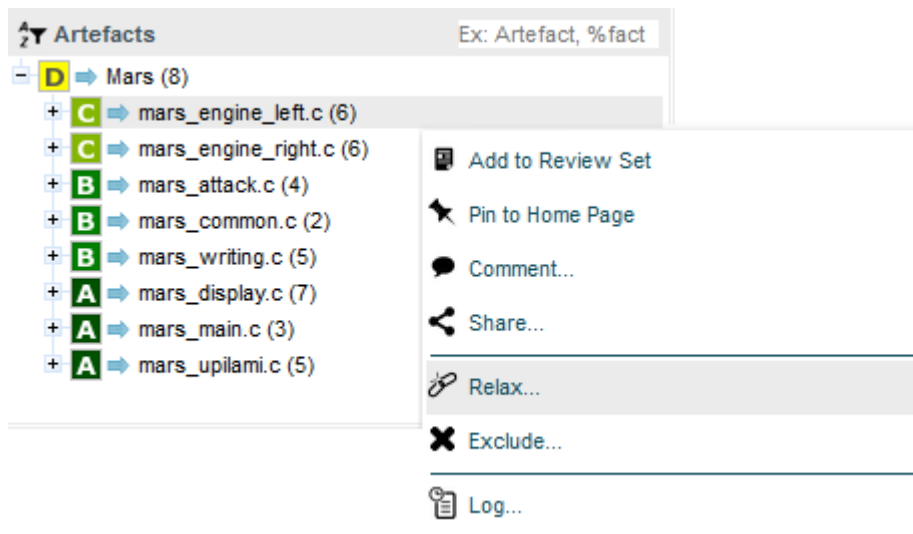 Artefacts
Ex: Artefact, %fact
D Mars (8)
C mars_engine_left.c (6)
C mars_engine_right.c (6)
B mars_attack.c (4)
B mars_common.c (2)
B mars_writing.c (5)
A mars_display.c (7)
A mars_main.c (3)
A mars_upilami.c (5)
Add to Review Set
Pin to Home Page
Comment...
Share...
Relax...
Exclude...
Log...